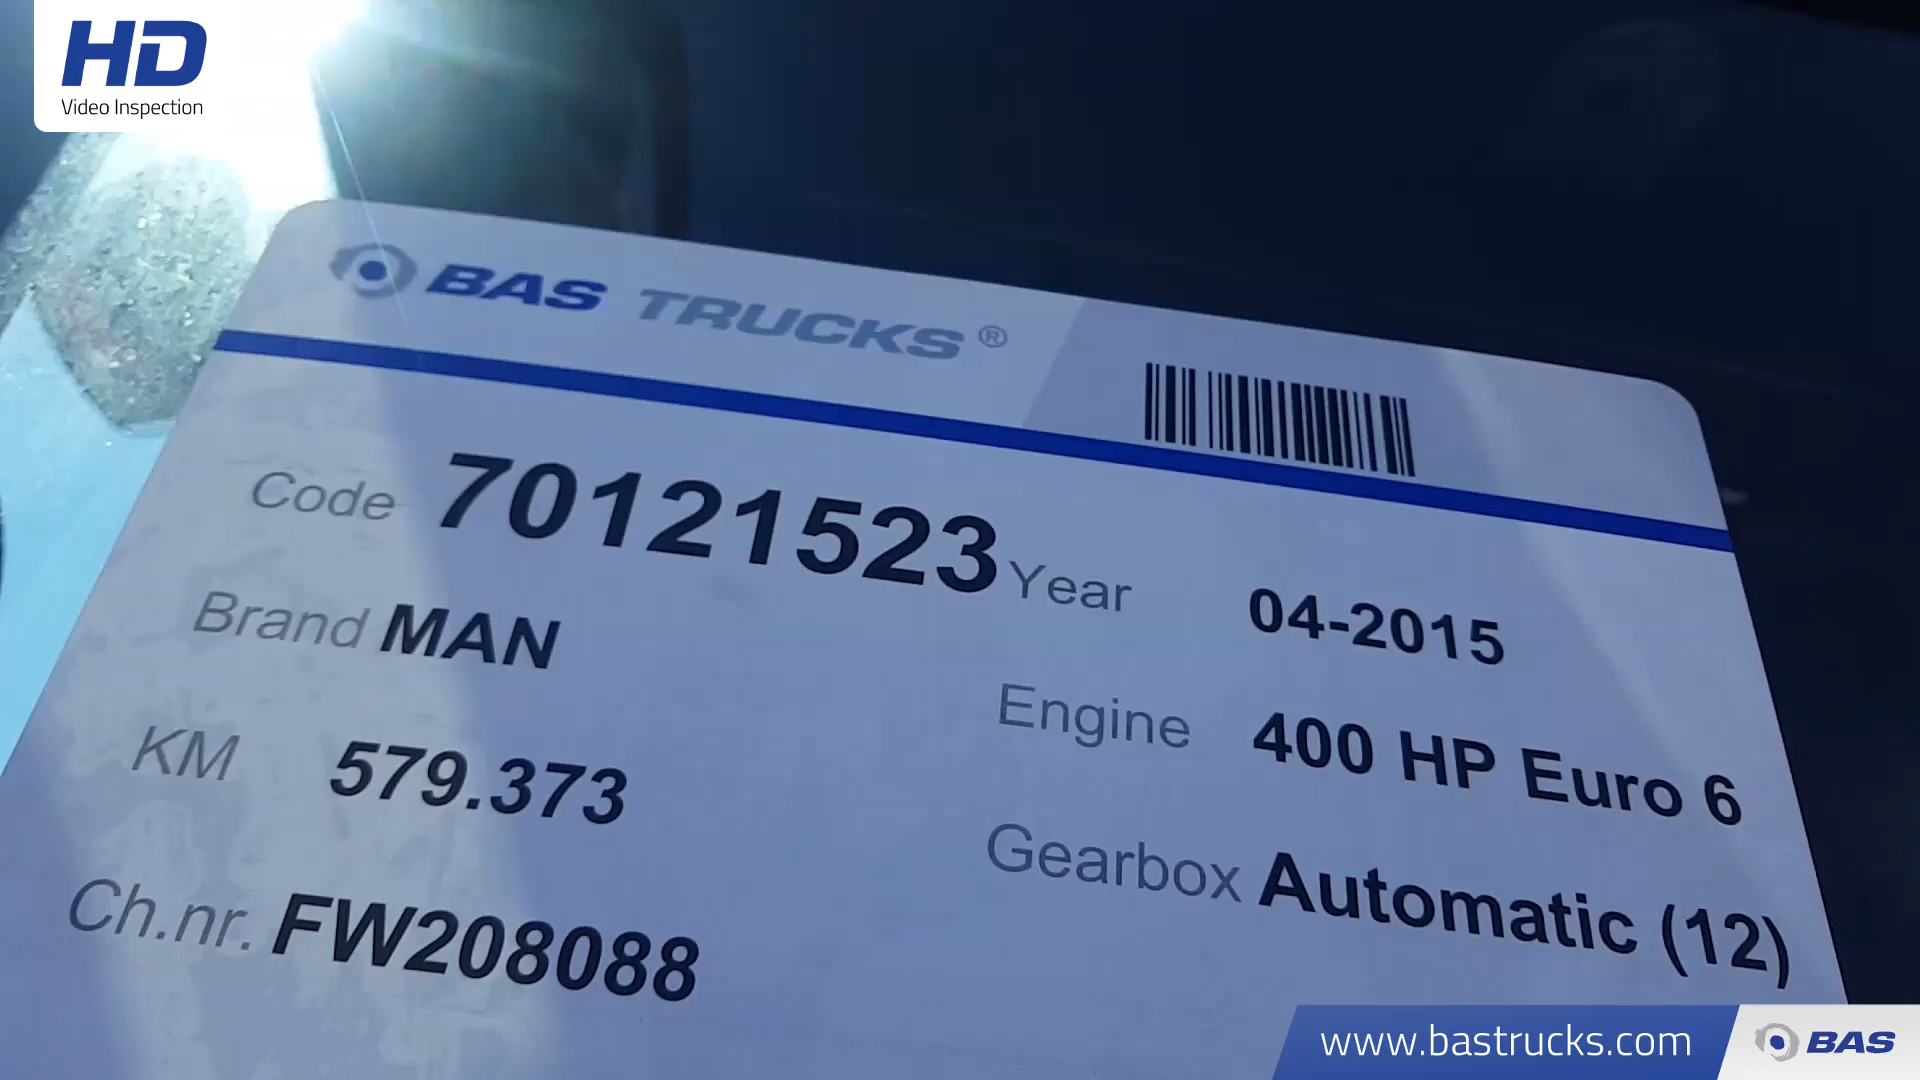 HD
Video Inspection
BAS TRUCKS®
Code 70121523
Year 04-2015
Brand MAN
Engine 400 HP Euro 6
KM 579.373
Gearbox Automatic (12)
Ch.nr. FW208088
www.bastrucks.com
BAS